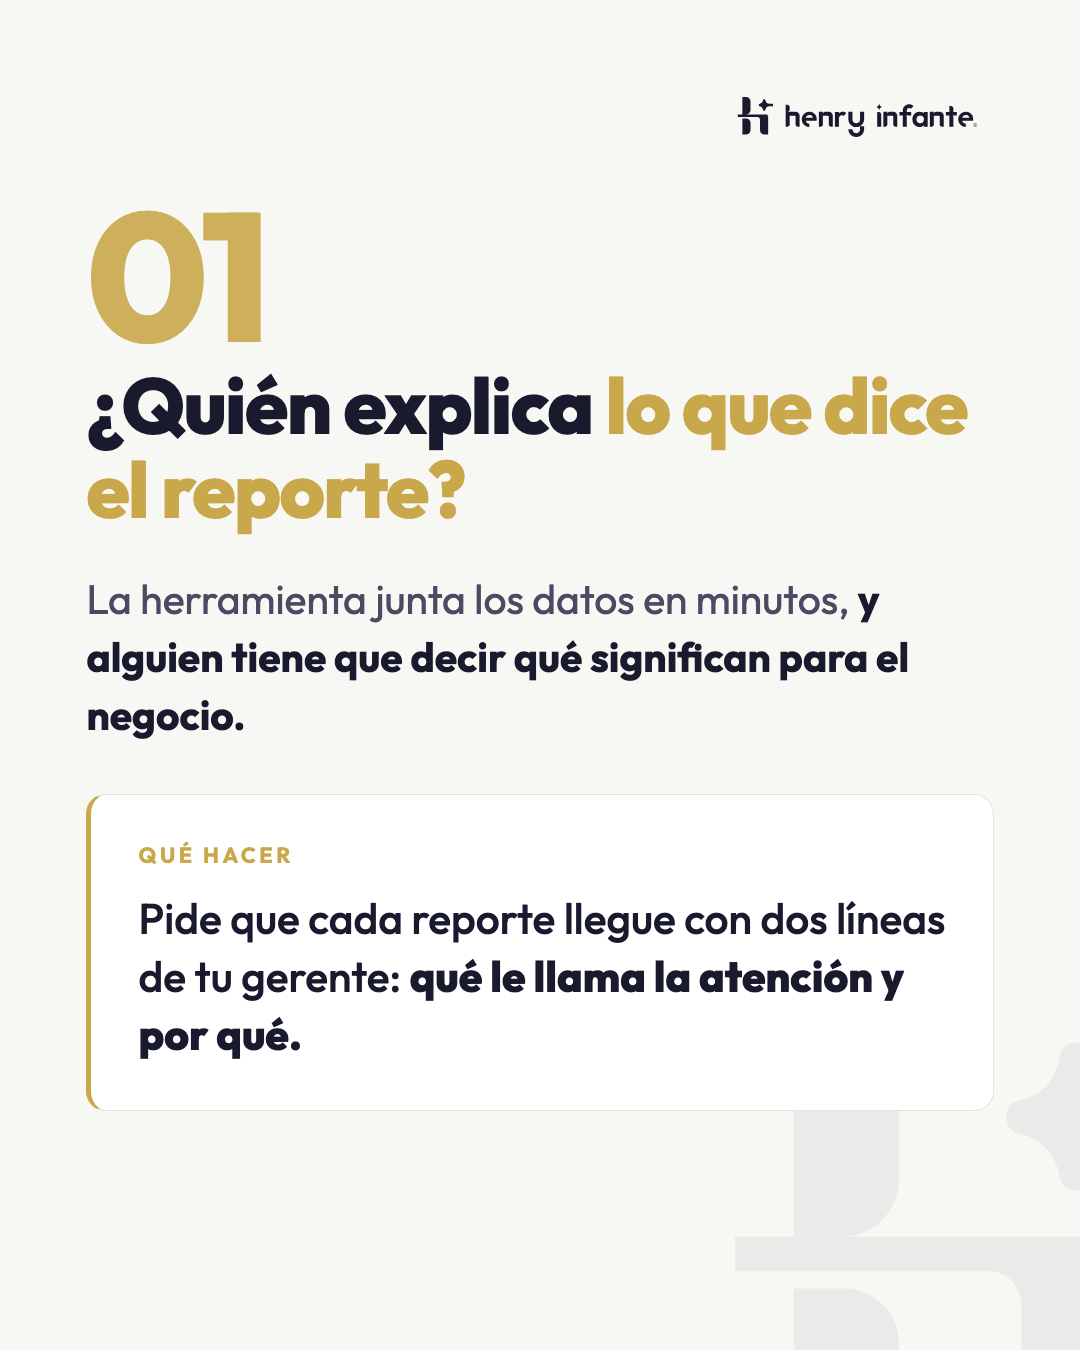 henry infante
01
¿Quién explica lo que dice
el reporte?
La herramienta junta los datos en minutos, y
alguien tiene que decir qué significan para el
negocio.
QUÉ HACER
Pide que cada reporte llegue con dos líneas
de tu gerente: qué le llama la atención y
por qué.